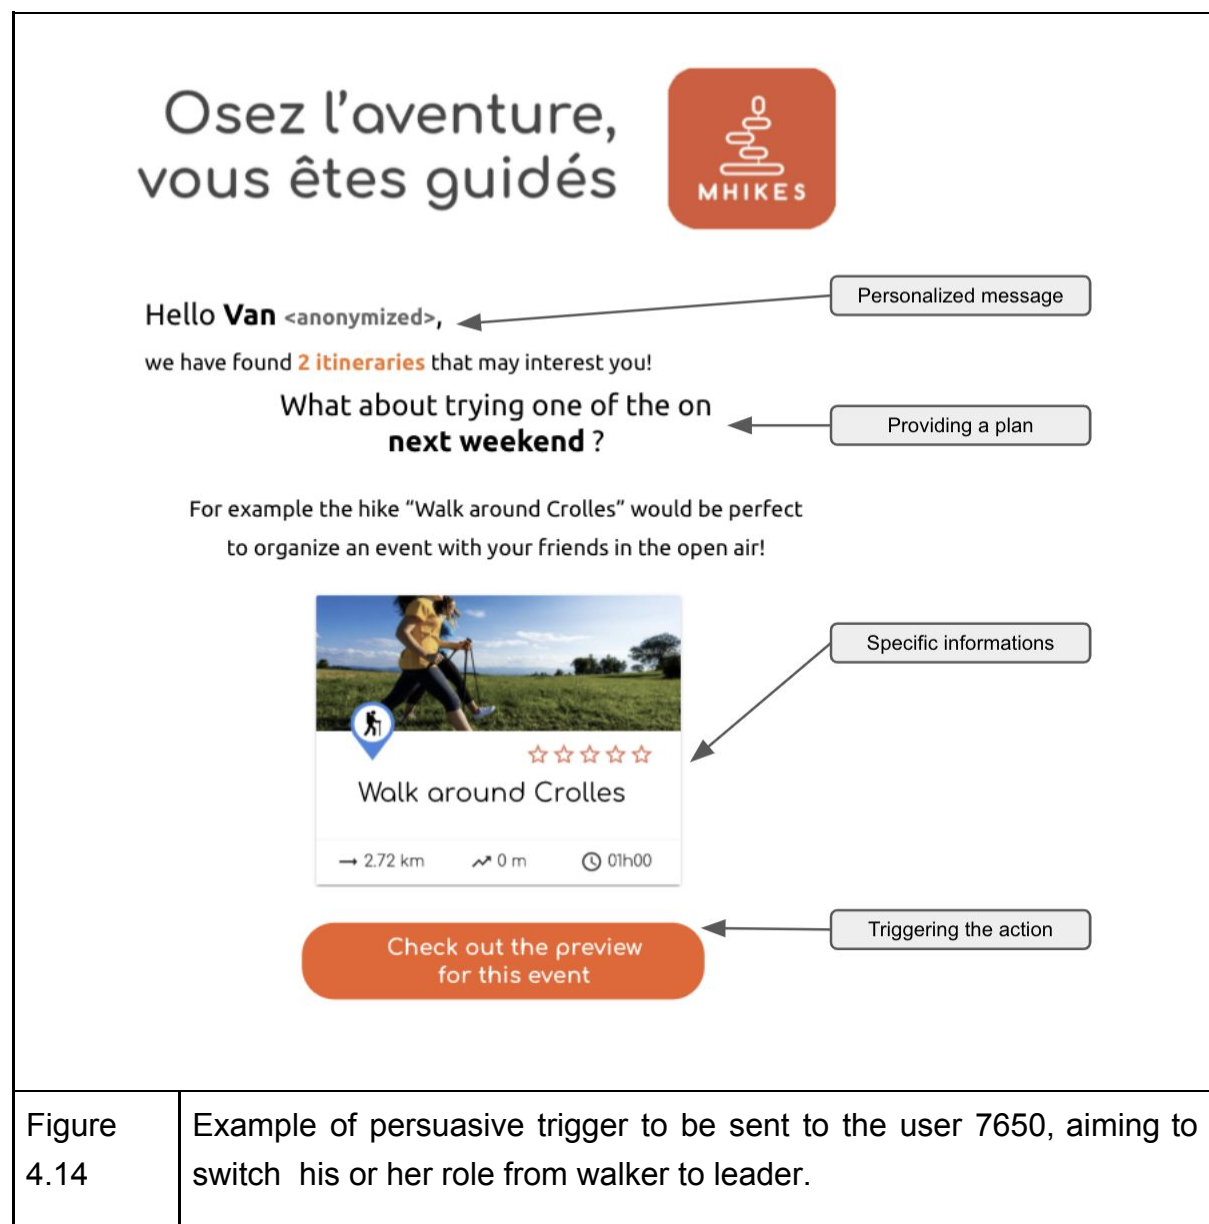 Osez l'aventure,
vous êtes guidés
MHIKES
Personalized message
Hello Van <anonymized>,
we have found 2 itineraries that may interest you!
What about trying one of the on
next weekend ?
Providing a plan
For example the hike “Walk around Crolles” would be perfect
to organize an event with your friends in the open air!
Specific informations
Walk around Crolles
2.72 km 0 m 01h00
Triggering the action
Check out the preview
for this event
Figure
4.14
Example of persuasive trigger to be sent to the user 7650, aiming to
switch his or her role from walker to leader.